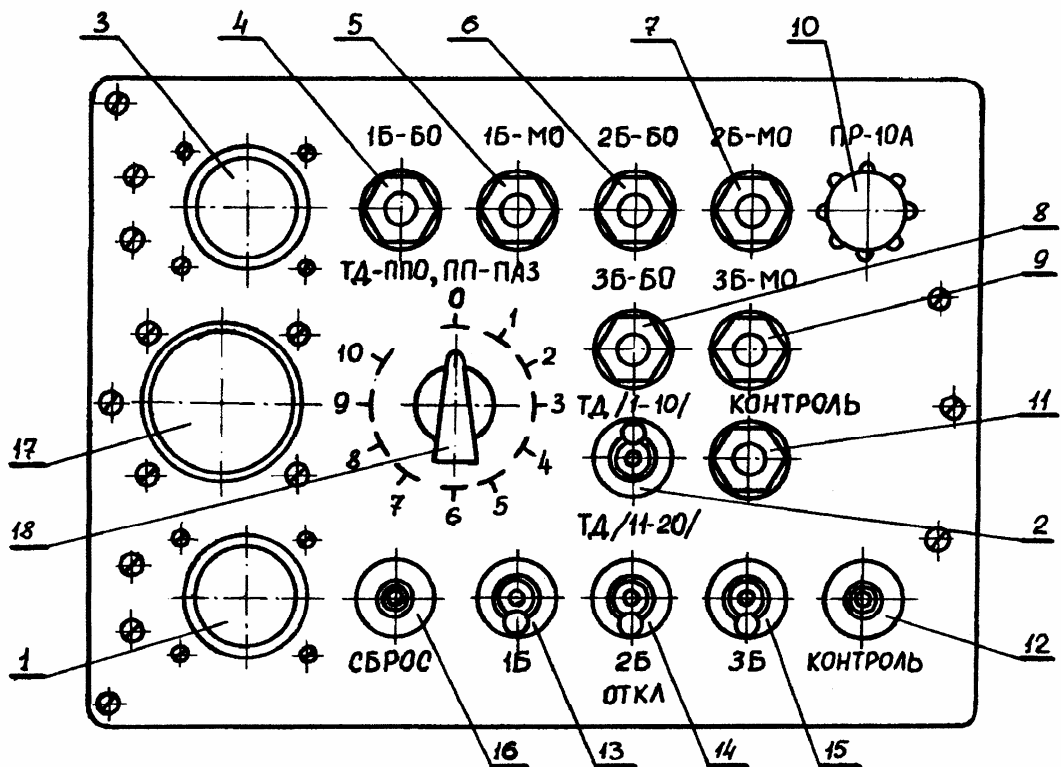 3 4 5 6 7 10
1Б-БО 1Б-МО 2Б-БО 2Б-МО ПР-10А
8
ТД-ППО, ПП-ПАЗ 3Б-БО 3Б-МО 9
0
1
2
3
4
5
6
7
8
9
10
ТД/1-10/ КОНТРОЛЬ 11
17
18
ТД/11-20/ 2
1
СБРОС 1Б 2Б 3Б КОНТРОЛЬ 12
ОТКЛ
16 13 14 15